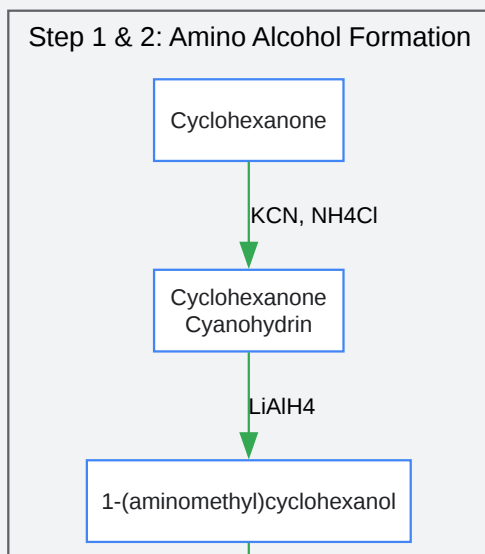 Step 1 & 2: Amino Alcohol Formation
Cyclohexanone
KCN, NH4Cl
Cyclohexanone
Cyanohydrin
LiAlH4
1-(aminomethyl)cyclohexanol